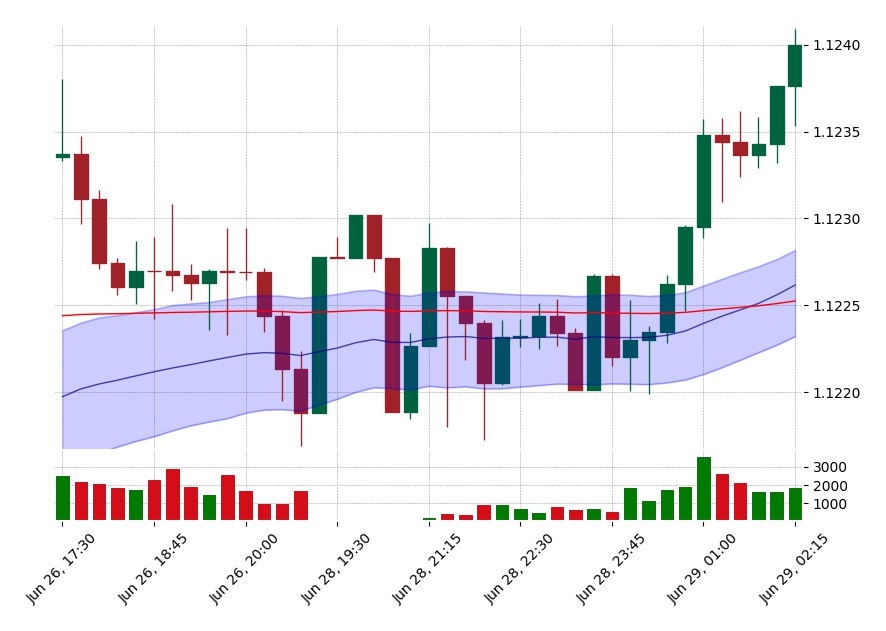 1.1240
1.1235
1.1230
1.1225
1.1220
3000
2000
1000
Jun 26, 17:30
Jun 26, 18:45
Jun 26, 20:00
Jun 28, 19:30
Jun 28, 21:15
Jun 28, 22:30
Jun 28, 23:45
Jun 29, 01:00
Jun 29, 02:15